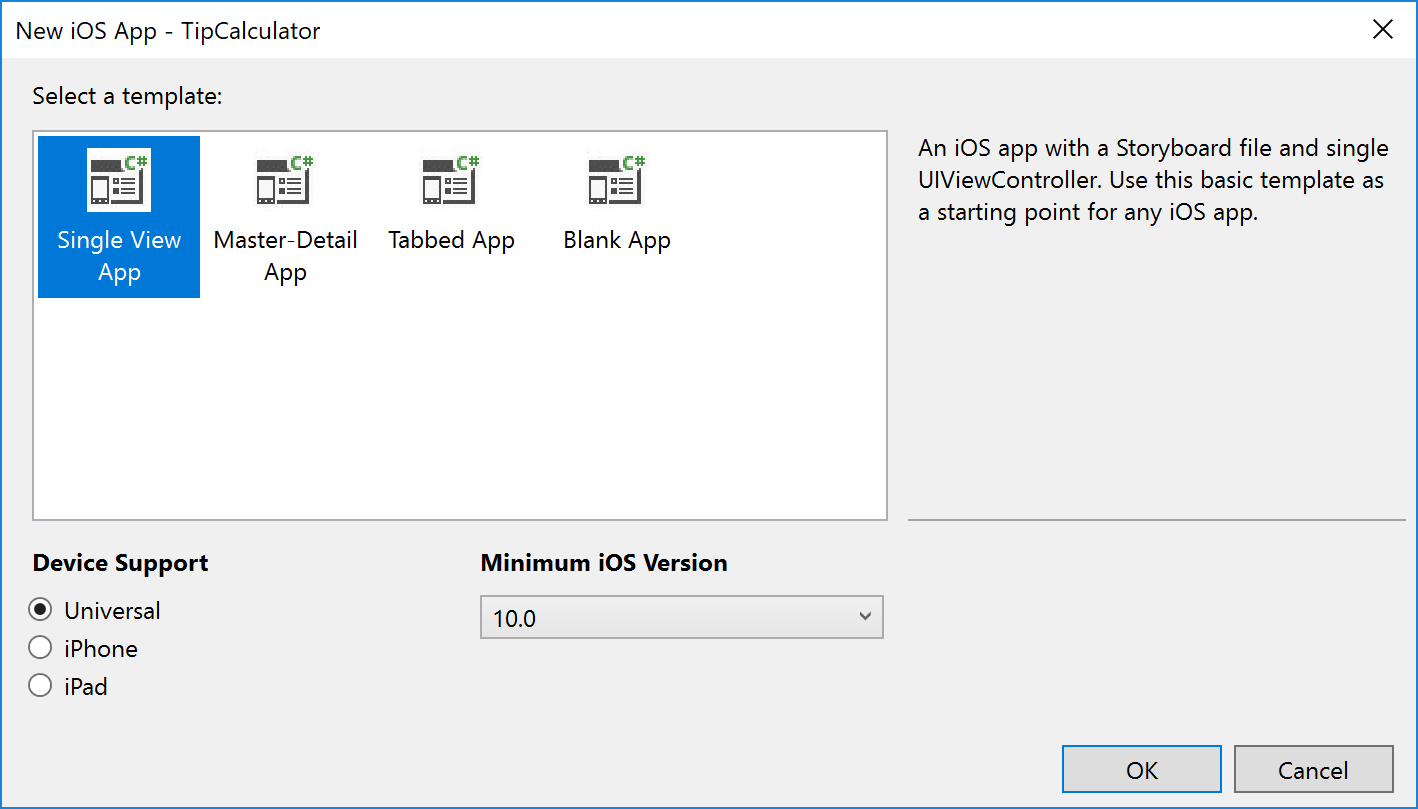 New iOS App - TipCalculator
Select a template:
C#
Single View
App
C#
Master-Detail
App
C#
Tabbed App
C#
Blank App
An iOS app with a Storyboard file and single
UIViewController. Use this basic template as
a starting point for any iOS app.
Device Support
Universal
iPhone
iPad
Minimum iOS Version
10.0
OK
Cancel